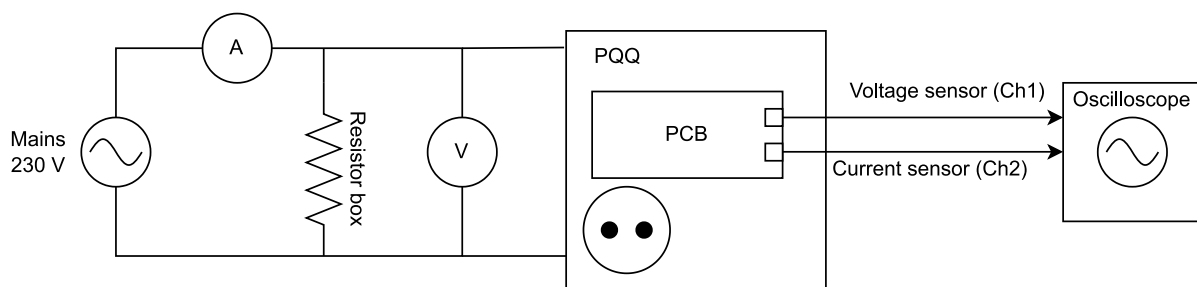 A
Mains
230 V
Resistor box
V
PQQ
PCB
Voltage sensor (Ch1)
Current sensor (Ch2)
Oscilloscope